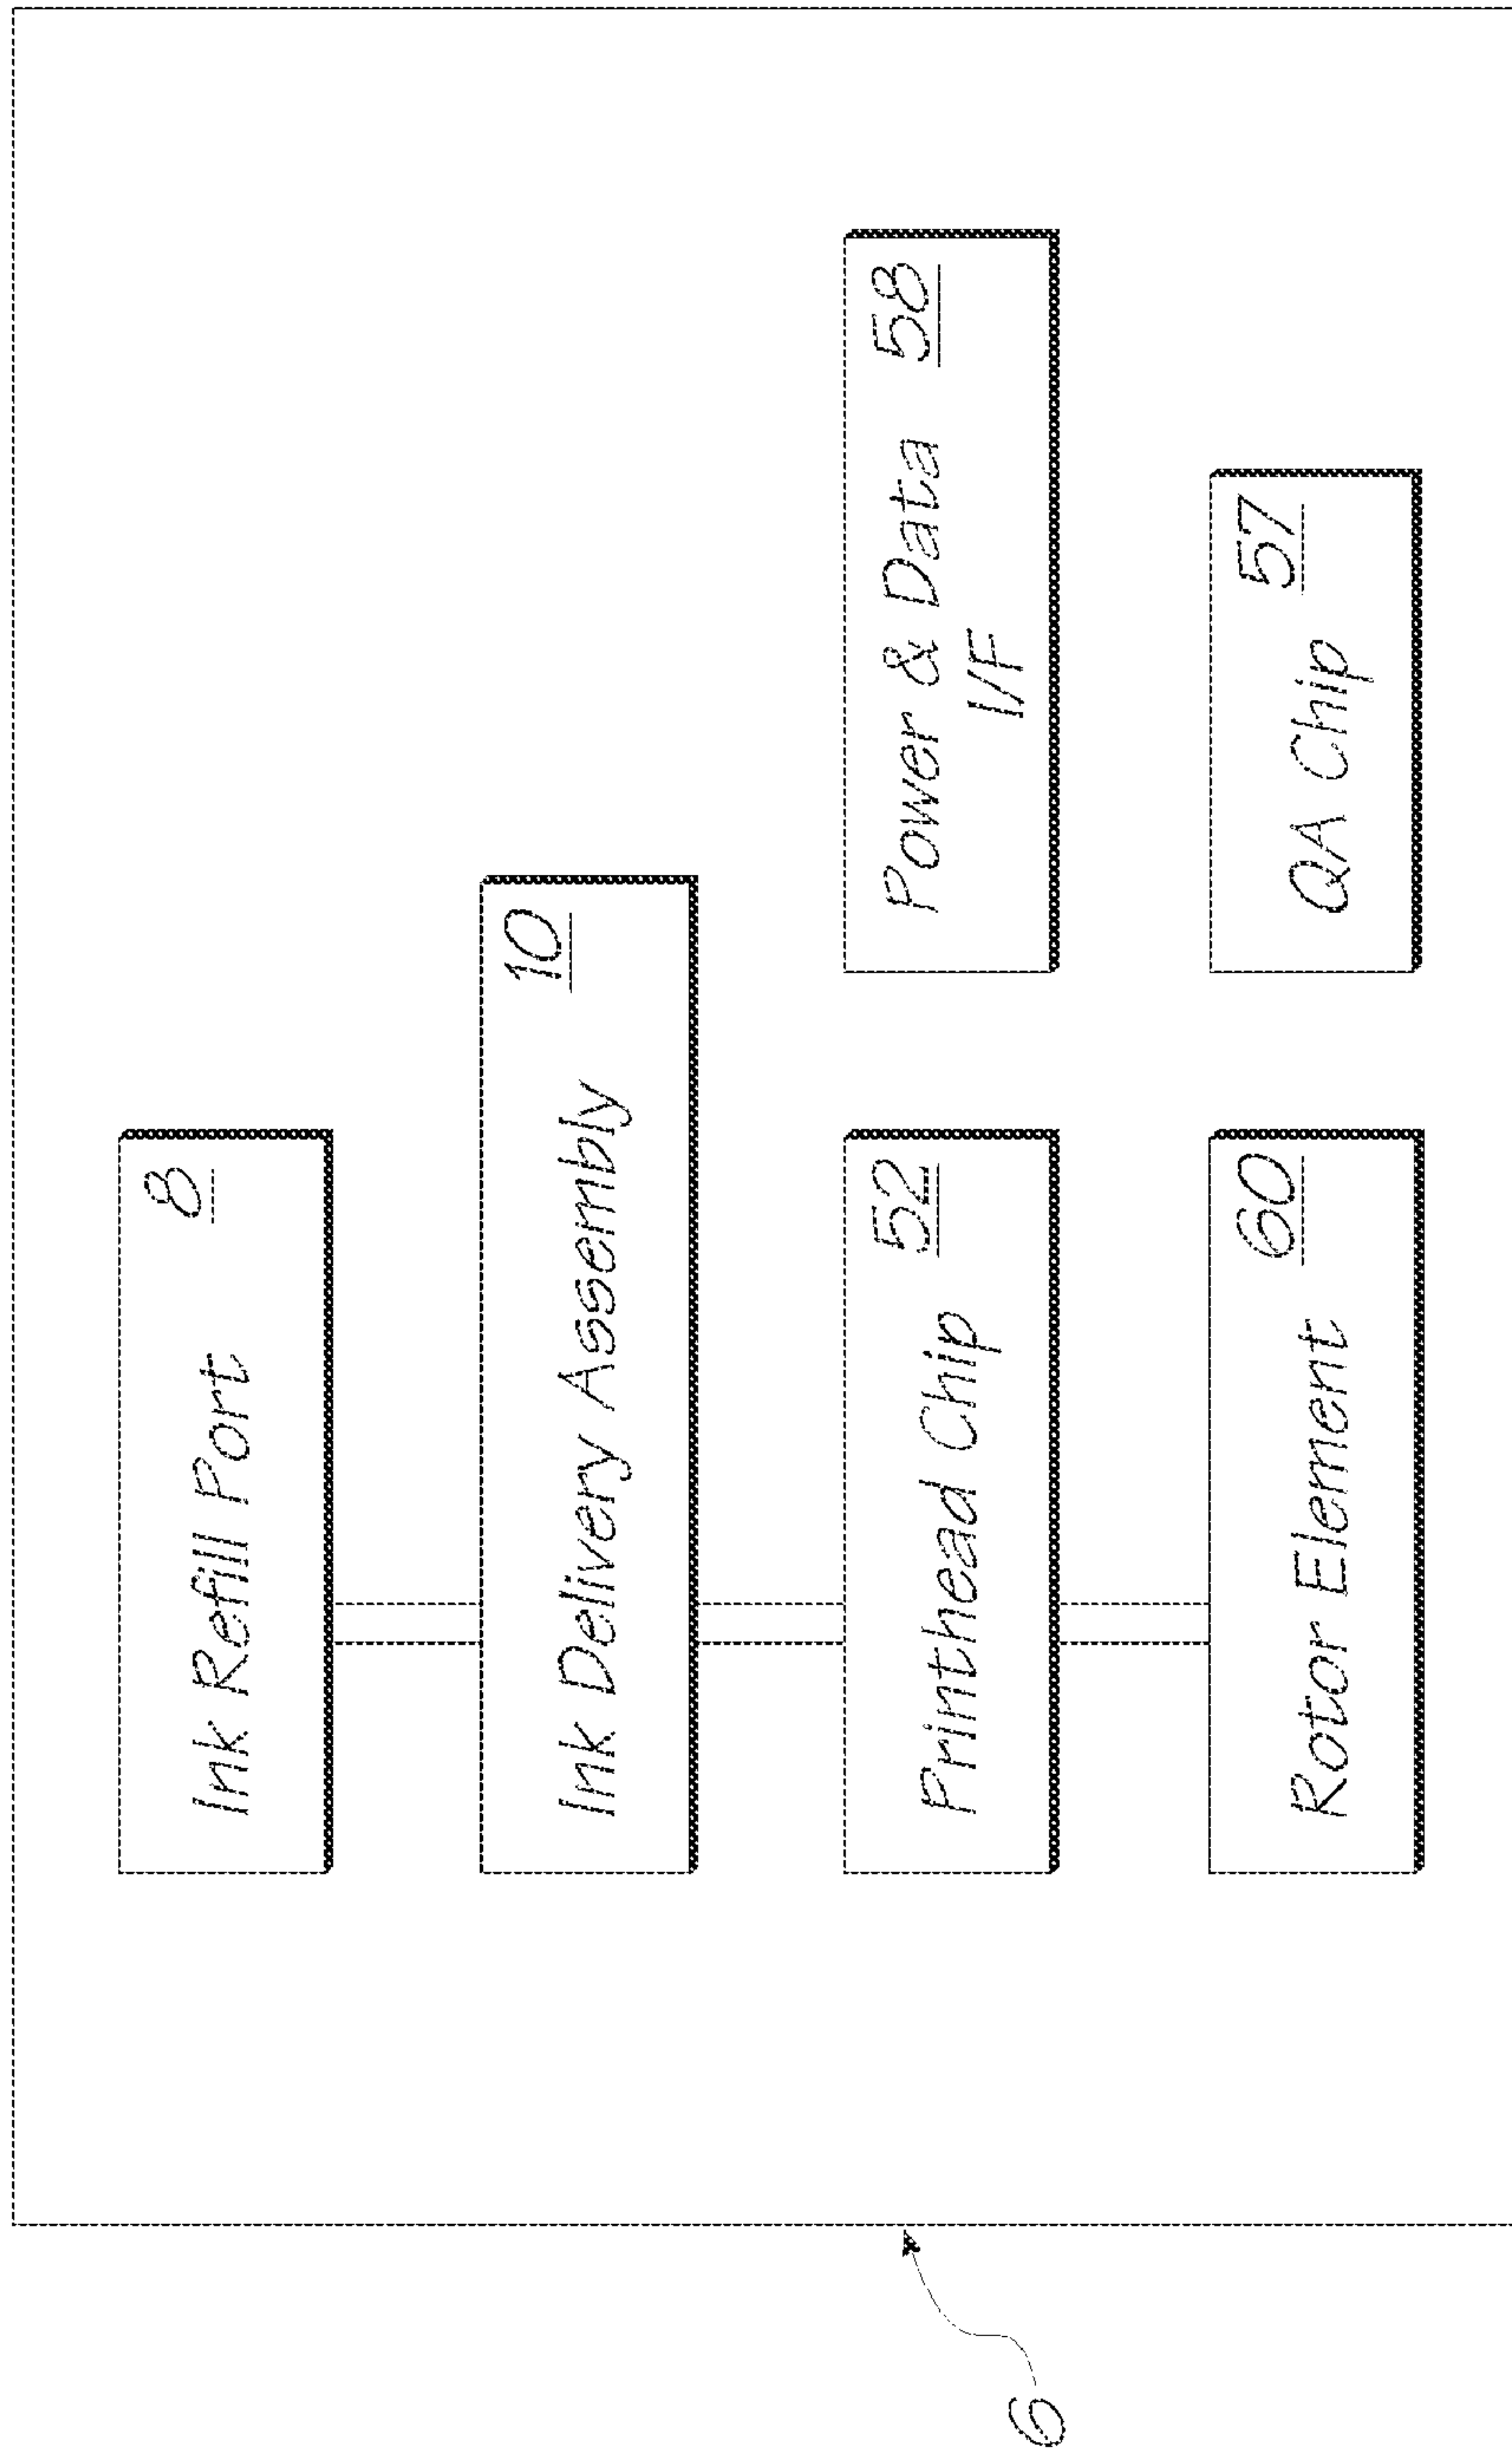 Ink Refill Port 8
Ink Delivery Assembly 10
Printhead Chip 52
Power & Data 58
I/F
Rotor Element 60
QA Chip 57
6